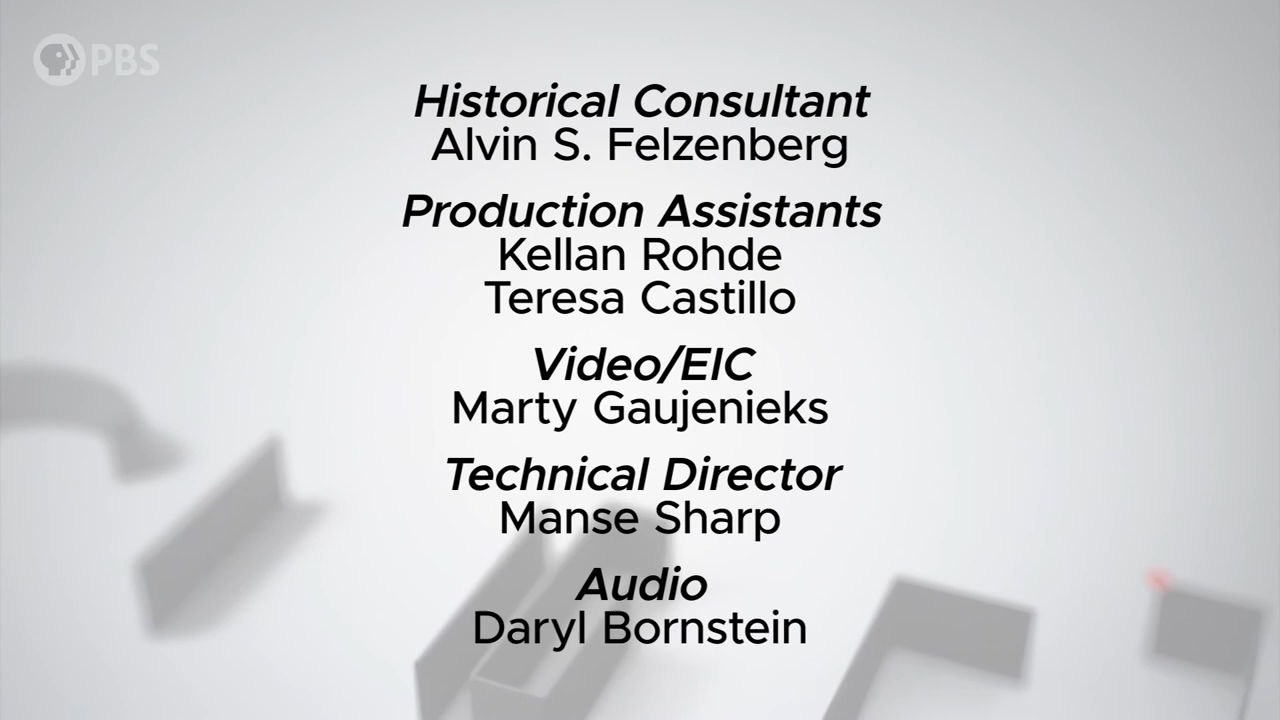 PBS
Historical Consultant
Alvin S. Felzenberg
Production Assistants
Kellan Rohde
Teresa Castillo
Video/EIC
Marty Gaujenieks
Technical Director
Manse Sharp
Audio
Daryl Bornstein